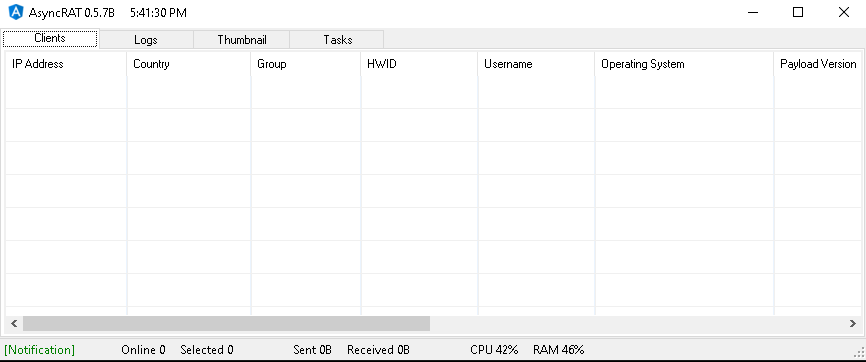 AsyncRAT 0.5.7B 5:41:30 PM
Clients Logs Thumbnail Tasks
IP Address Country Group HWID Username Operating System Payload Version
[Notification] Online 0 Selected 0 Sent 0B Received 0B CPU 42% RAM 46%